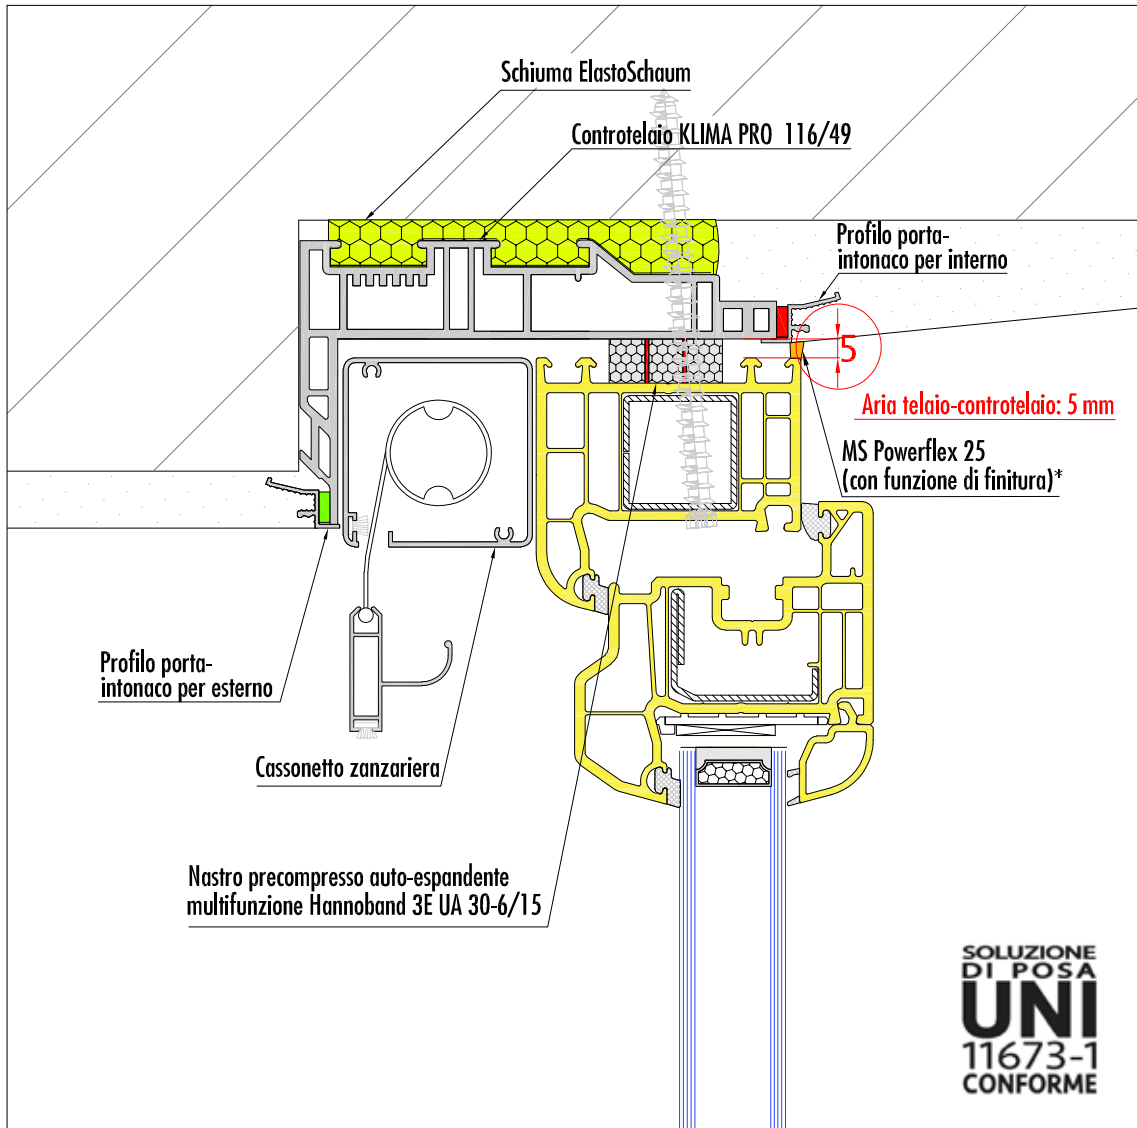 Schiuma ElastoSchaum
Controtelaio KLIMA PRO 116/49
Profilo porta-
intonaco per interno
5
Aria telaio-controtelaio: 5 mm
MS Powerflex 25
(con funzione di finitura)*
Profilo porta-
intonaco per esterno
Cassonetto zanzariera
Nastro precompresso auto-espandente
multifunzione Hannoband 3E UA 30-6/15
SOLUZIONE
DI POSA
UNI
11673-1
CONFORME